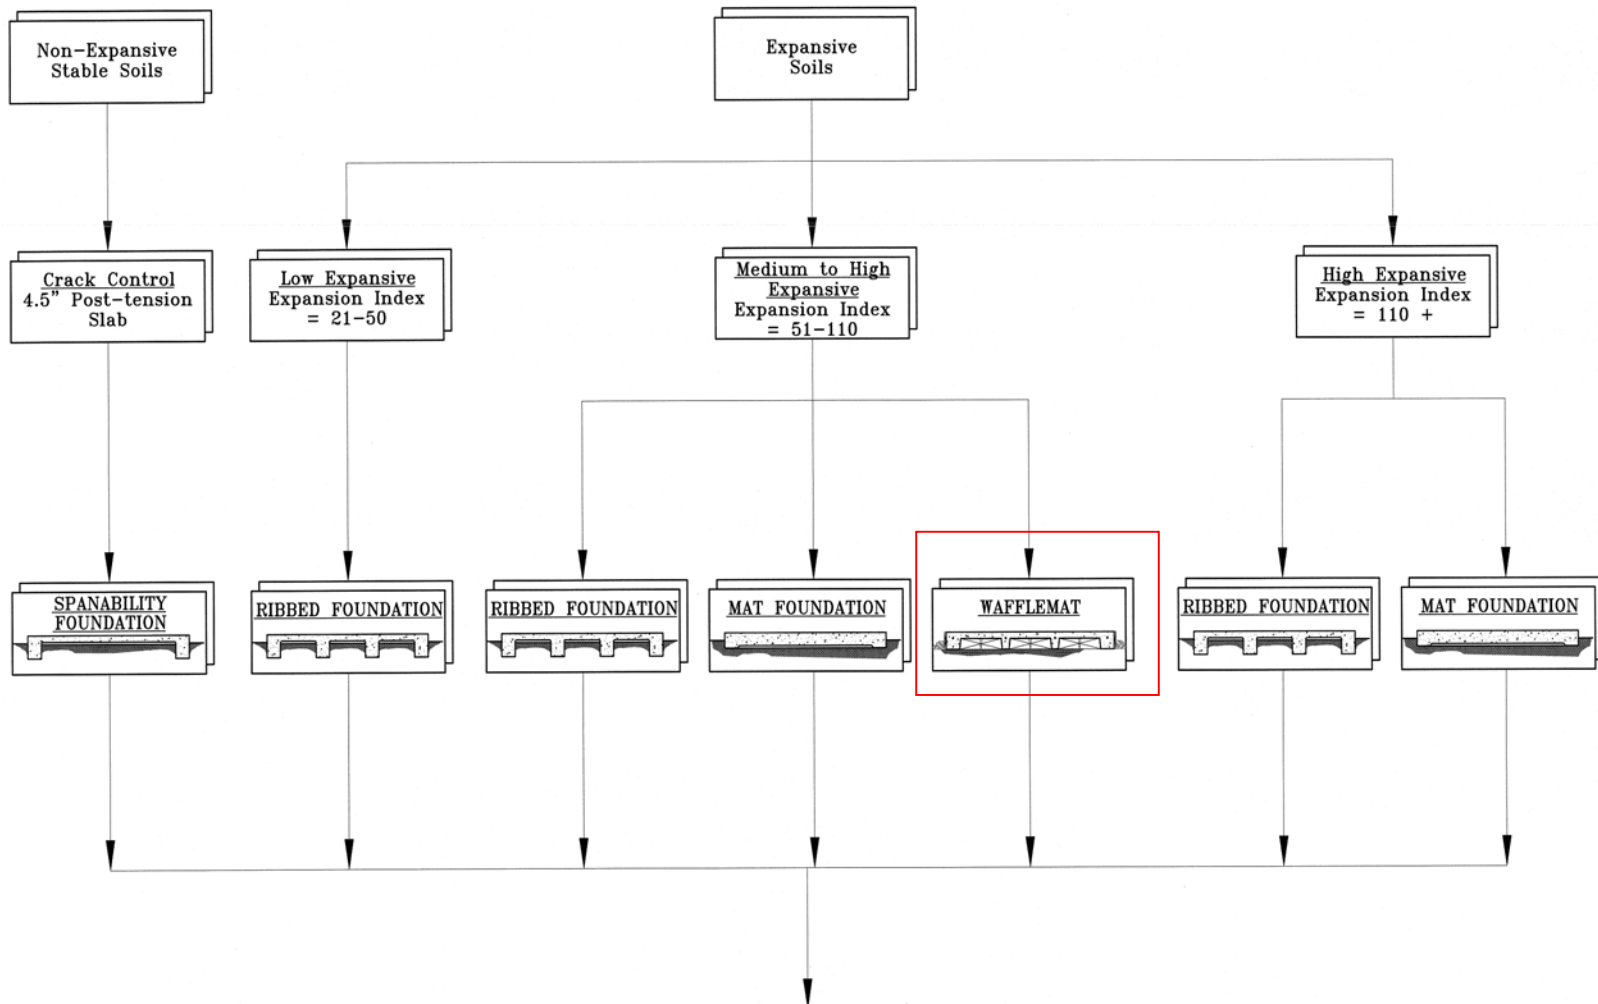 Non-Expansive
Stable Soils
Expansive
Soils
Crack Control
4.5" Post-tension
Slab
Low Expansive
Expansion Index
= 21-50
Medium to High
Expansive
Expansion Index
= 51-110
High Expansive
Expansion Index
= 110 +
SPANABILITY
FOUNDATION
RIBBED FOUNDATION
RIBBED FOUNDATION
MAT FOUNDATION
WAFFLEMAT
RIBBED FOUNDATION
MAT FOUNDATION